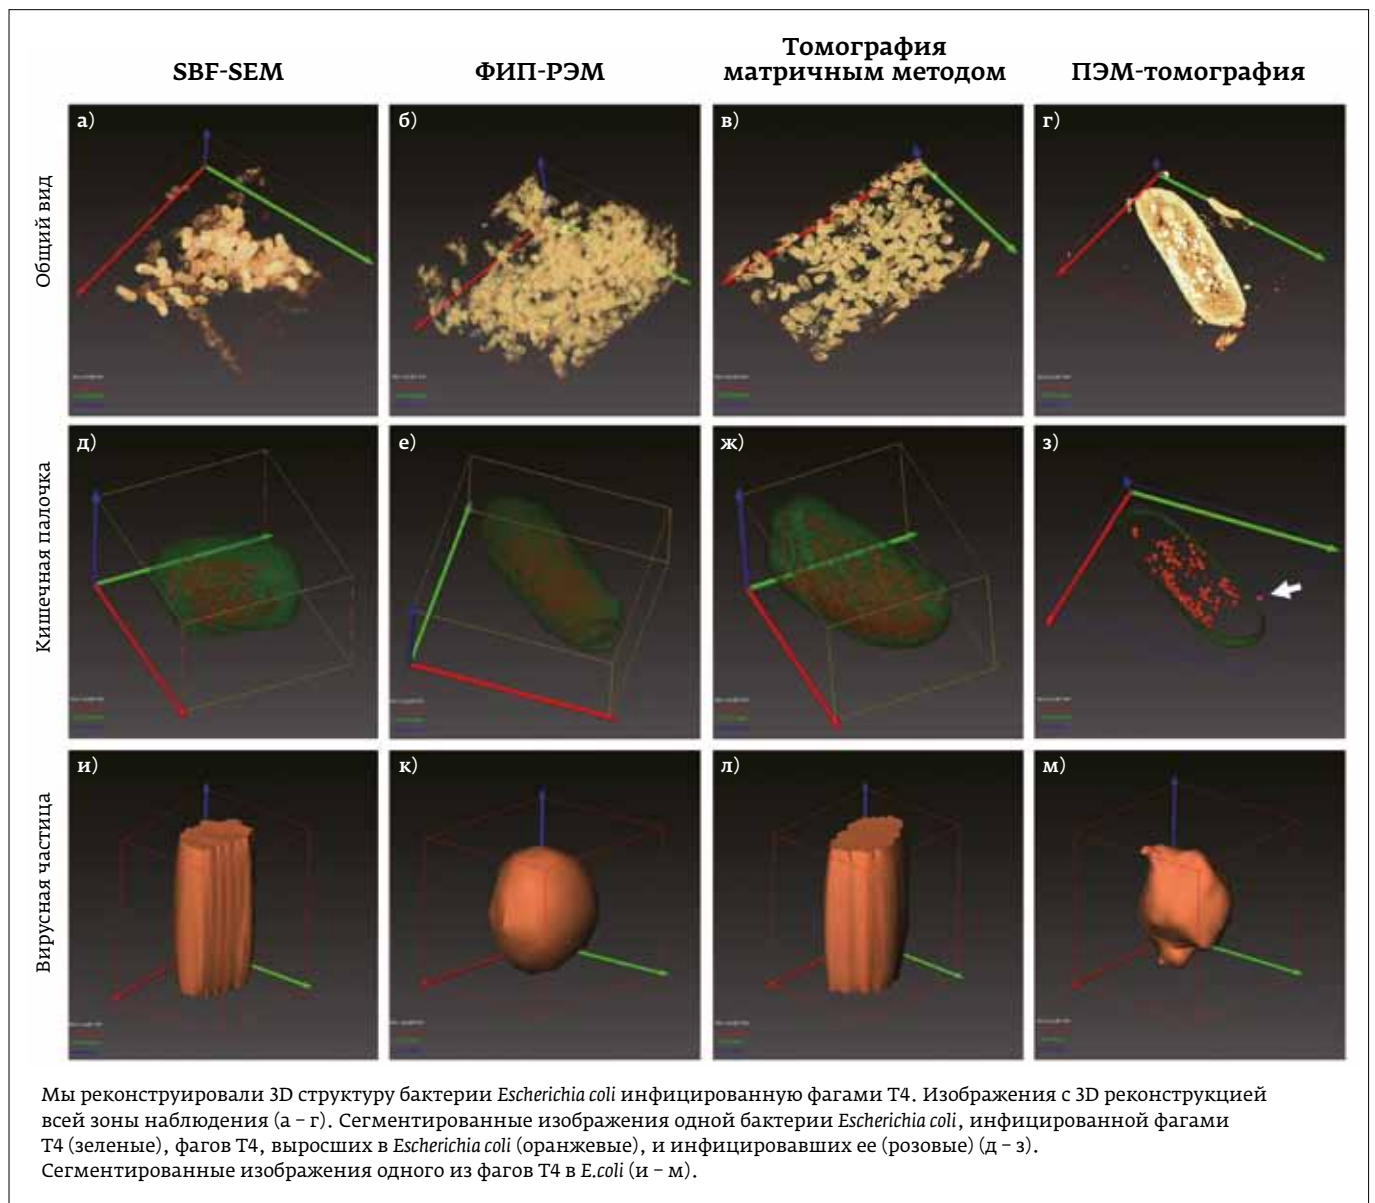 SBF-SEM
ФИП-РЭМ
Томография
матричным методом
ПЭМ-томография
Общий вид
а)
б)
в)
г)
Кишечная палочка
д)
е)
ж)
з)
Вирусная частица
и)
к)
л)
м)
Мы реконструировали 3D структуру бактерии Escherichia coli инфицированную фагами Т4. Изображения с 3D реконструкцией
всей зоны наблюдения (а – г). Сегментированные изображения одной бактерии Escherichia coli, инфицированной фагами
Т4 (зеленые), фагов Т4, выросших в Escherichia coli (оранжевые), и инфицировавших ее (розовые) (д – з).
Сегментированные изображения одного из фагов Т4 в E.coli (и – м).